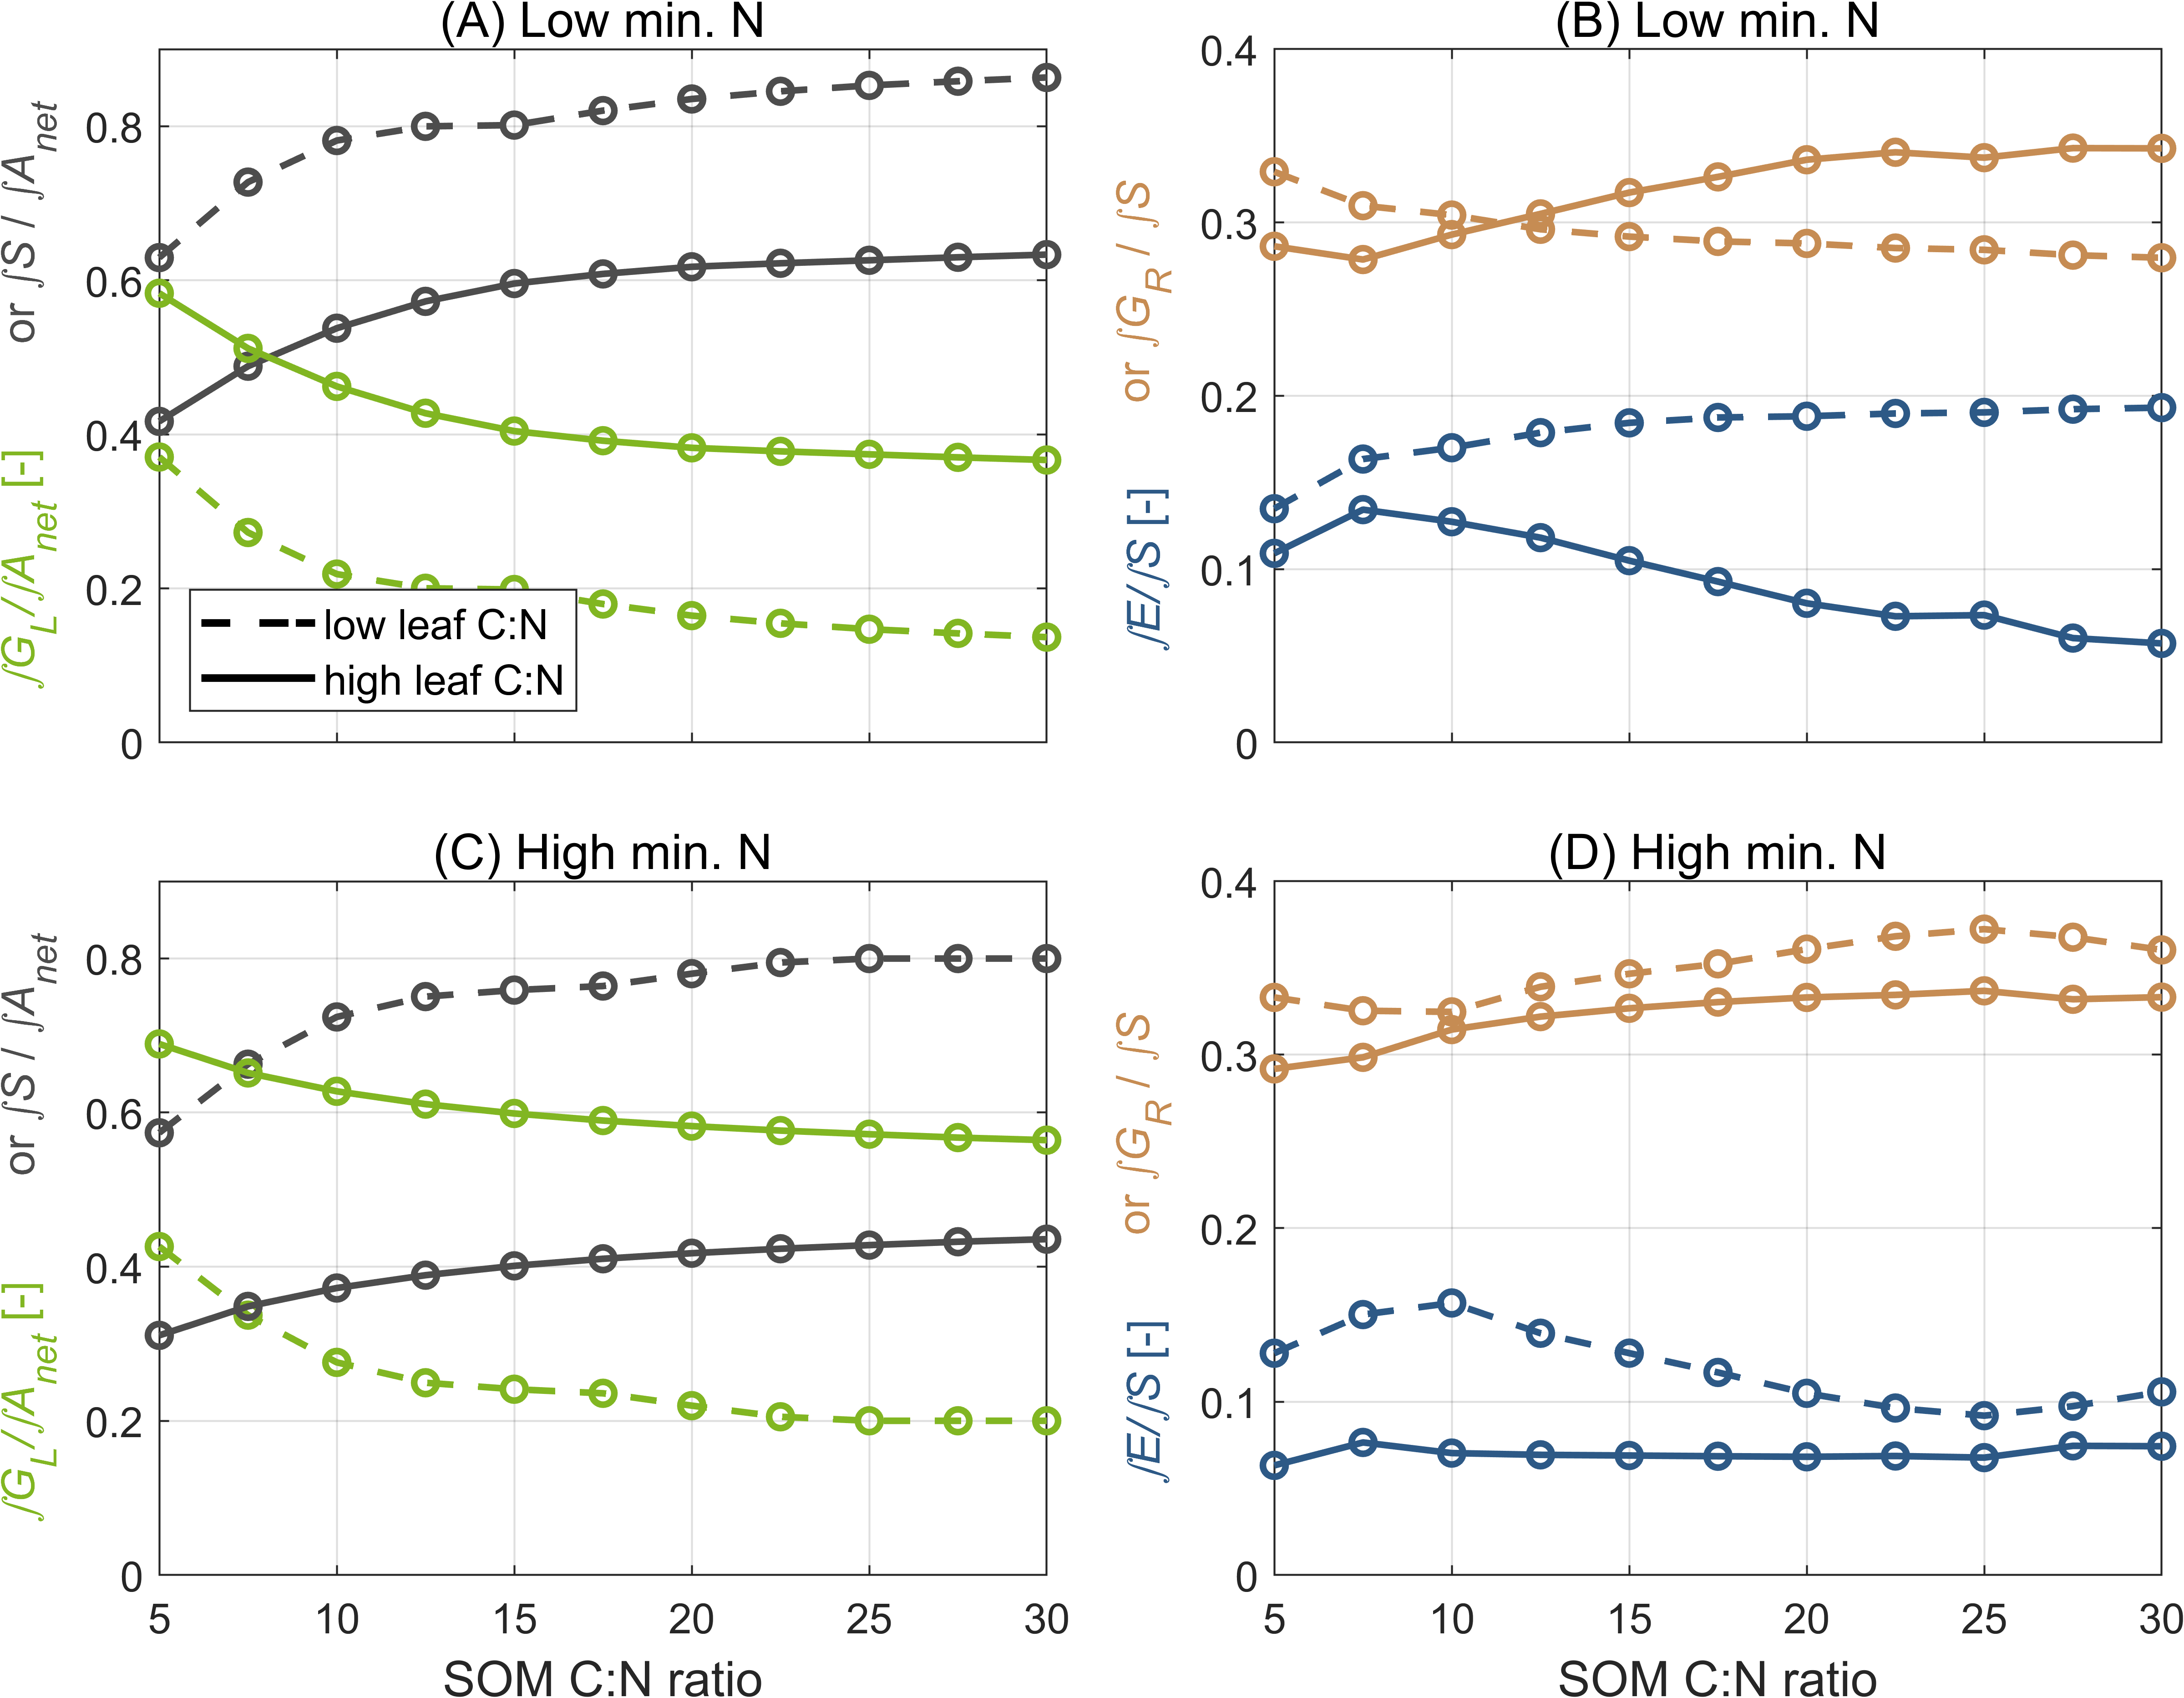 (A) Low min. N
∫G_L/∫A_net [-] or ∫S / ∫A_net
0.8
0.6
0.4
0.2
0
low leaf C:N
high leaf C:N
(B) Low min. N
∫E/∫S [-] or ∫G_R / ∫S
0.4
0.3
0.2
0.1
0
(C) High min. N
∫G_L/∫A_net [-] or ∫S / ∫A_net
0.8
0.6
0.4
0.2
0
5 10 15 20 25 30
SOM C:N ratio
(D) High min. N
∫E/∫S [-] or ∫G_R / ∫S
0.4
0.3
0.2
0.1
0
5 10 15 20 25 30
SOM C:N ratio